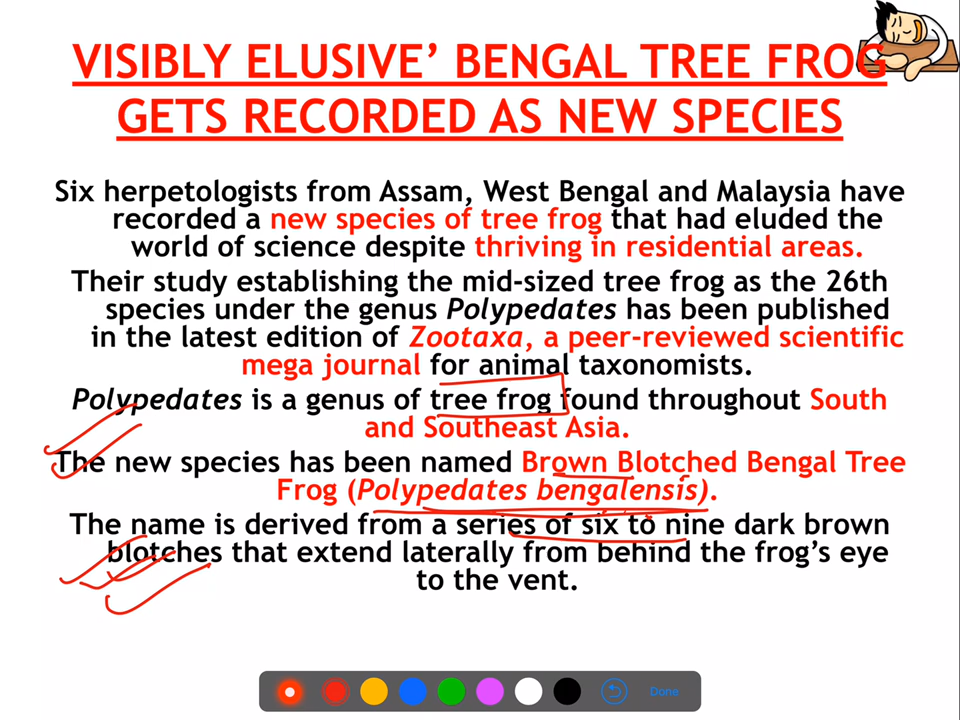 VISIBLY ELUSIVE’ BENGAL TREE FROG
GETS RECORDED AS NEW SPECIES
Six herpetologists from Assam, West Bengal and Malaysia have
recorded a new species of tree frog that had eluded the
world of science despite thriving in residential areas.
Their study establishing the mid-sized tree frog as the 26th
species under the genus Polypedates has been published
in the latest edition of Zootaxa, a peer-reviewed scientific
mega journal for animal taxonomists.
Polypedates is a genus of tree frog found throughout South
and Southeast Asia.
The new species has been named Brown Blotched Bengal Tree
Frog (Polypedates bengalensis).
The name is derived from a series of six to nine dark brown
blotches that extend laterally from behind the frog’s eye
to the vent.
Done